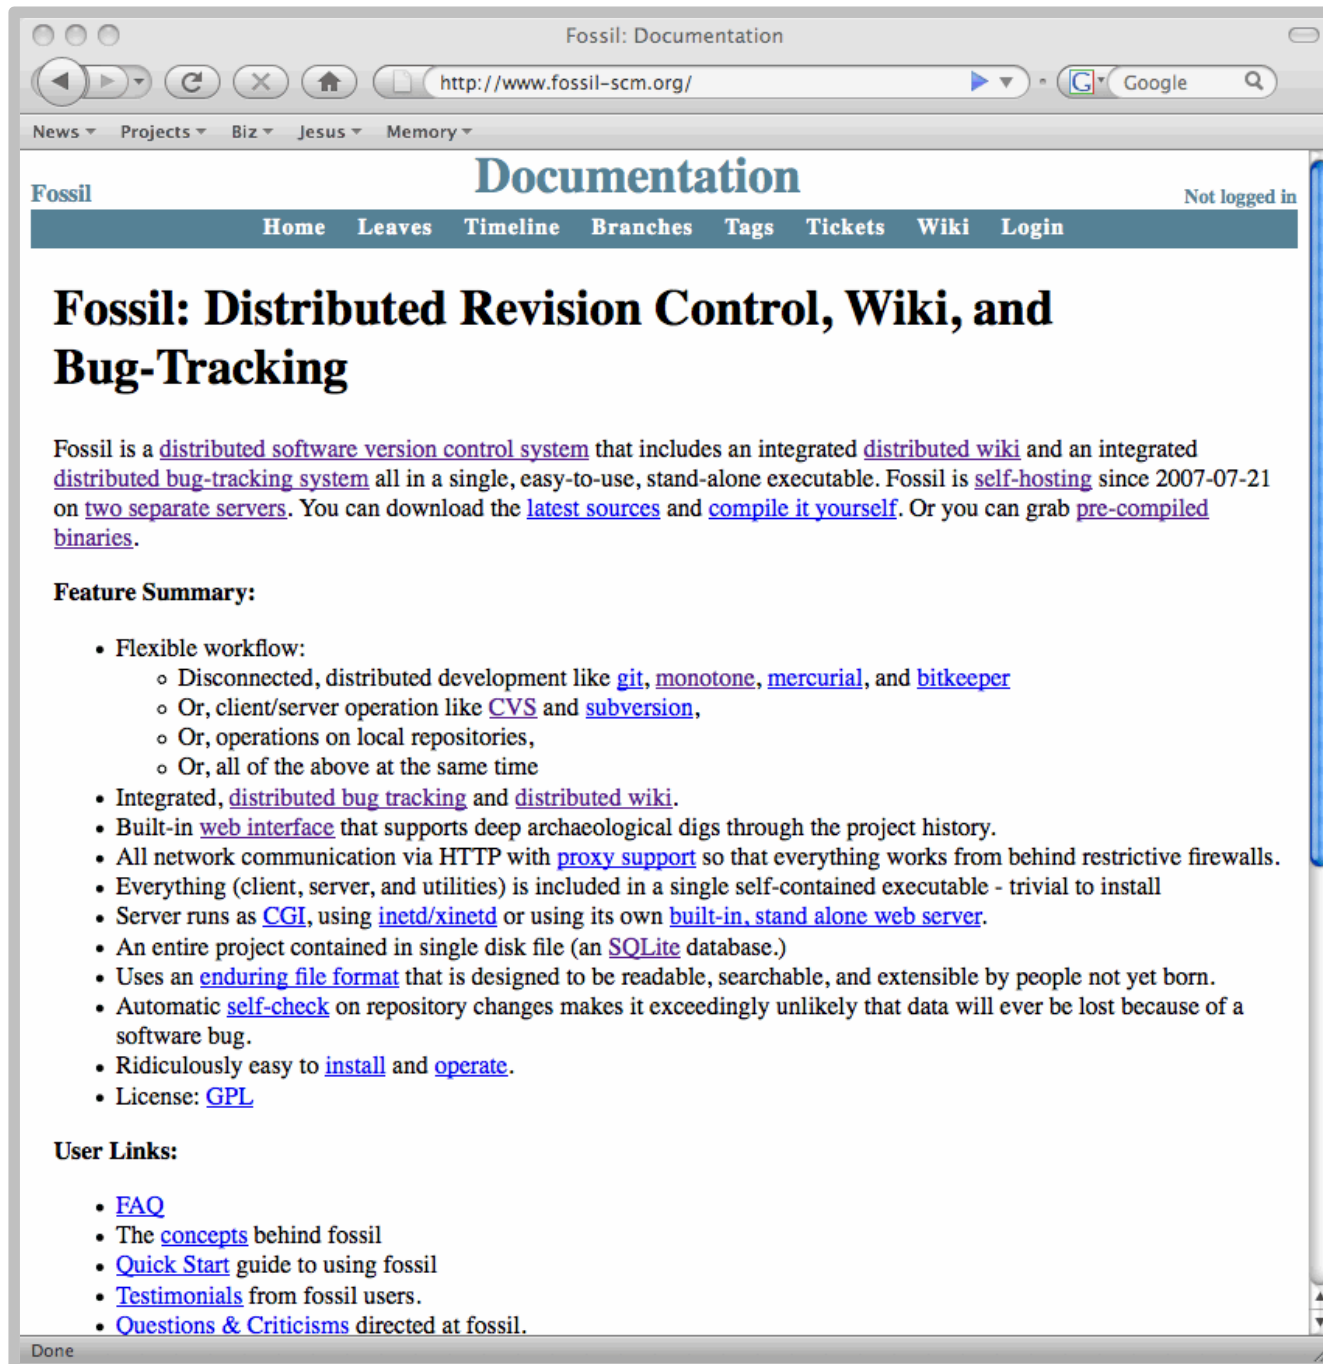 Fossil: Documentation
http://www.fossil-scm.org/
Google
News Projects Biz Jesus Memory
Fossil
Documentation
Not logged in
Home Leaves Timeline Branches Tags Tickets Wiki Login
Fossil: Distributed Revision Control, Wiki, and
Bug-Tracking
Fossil is a distributed software version control system that includes an integrated distributed wiki and an integrated
distributed bug-tracking system all in a single, easy-to-use, stand-alone executable. Fossil is self-hosting since 2007-07-21
on two separate servers. You can download the latest sources and compile it yourself. Or you can grab pre-compiled
binaries.
Feature Summary:
• Flexible workflow:
◦ Disconnected, distributed development like git, monotone, mercurial, and bitkeeper
◦ Or, client/server operation like CVS and subversion,
◦ Or, operations on local repositories,
◦ Or, all of the above at the same time
• Integrated, distributed bug tracking and distributed wiki.
• Built-in web interface that supports deep archaeological digs through the project history.
• All network communication via HTTP with proxy support so that everything works from behind restrictive firewalls.
• Everything (client, server, and utilities) is included in a single self-contained executable - trivial to install
• Server runs as CGI, using inetd/xinetd or using its own built-in, stand alone web server.
• An entire project contained in single disk file (an SQLite database.)
• Uses an enduring file format that is designed to be readable, searchable, and extensible by people not yet born.
• Automatic self-check on repository changes makes it exceedingly unlikely that data will ever be lost because of a
software bug.
• Ridiculously easy to install and operate.
• License: GPL
User Links:
• FAQ
• The concepts behind fossil
• Quick Start guide to using fossil
• Testimonials from fossil users.
• Questions & Criticisms directed at fossil.
Done